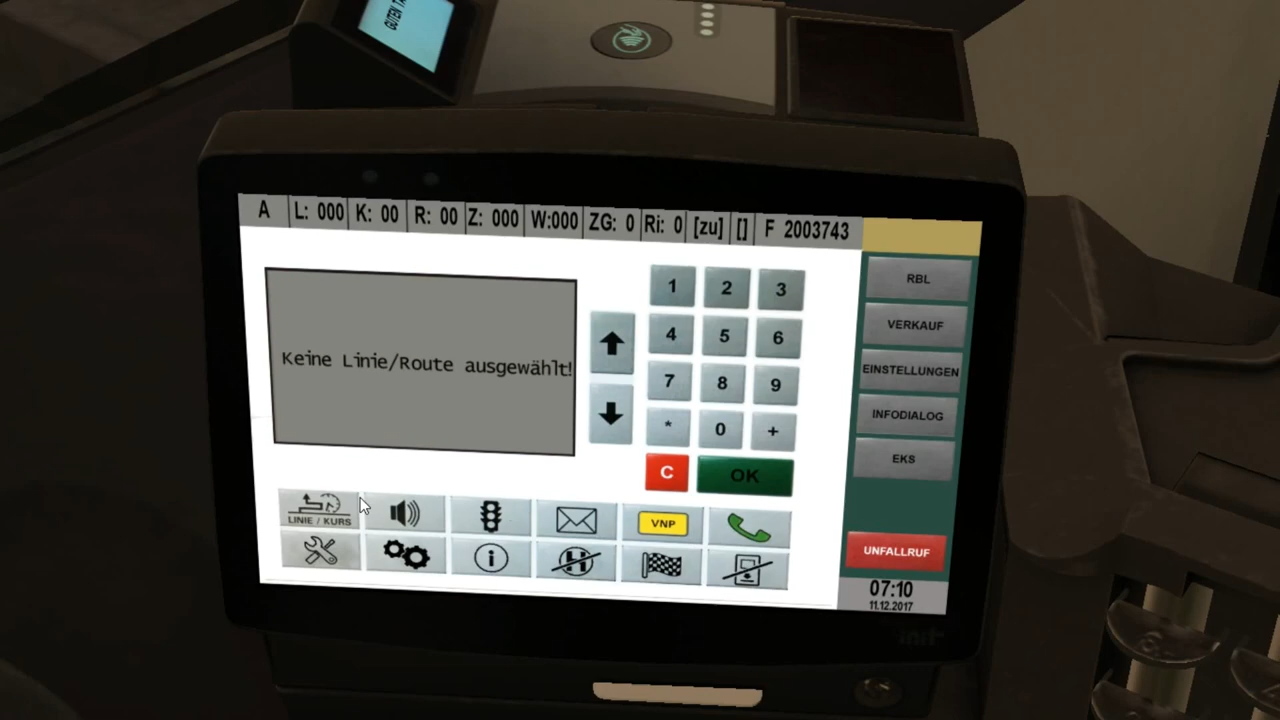 GUTEN T
A L: 000 K: 00 R: 00 Z: 000 W:000 ZG: 0 Ri: 0 [zu] [] F 2003743
Keine Linie/Route ausgewählt!
1 2 3
4 5 6
7 8 9
* 0 +
C OK
LINIE / KURS
VNP
RBL
VERKAUF
EINSTELLUNGEN
INFODIALOG
EKS
UNFALLRUF
07:10
11.12.2017